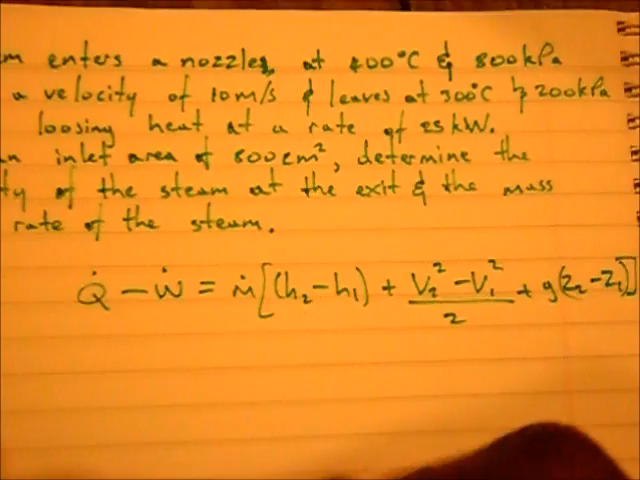 m enters a nozzles, at 400°C & 800kPa
a velocity of 10m/s & leaves at 300°C & 200kPa
loosing heat at a rate of 25kW.
n inlet area of 800cm², determine the
ty of the steam at the exit & the mass
rate of the steam.
Q̇ - Ẇ = ṁ[(h₂-h₁) + (V₂²-V₁²)/2 + g(z₂-z₁)]